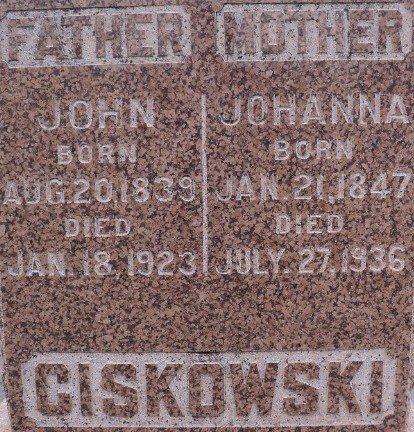 FATHER
JOHN
BORN
AUG. 20, 1839
DIED
JAN. 18, 1923
MOTHER
JOHANNA
BORN
JAN. 21, 1847
DIED
JULY. 27, 1936
CISKOWSKI